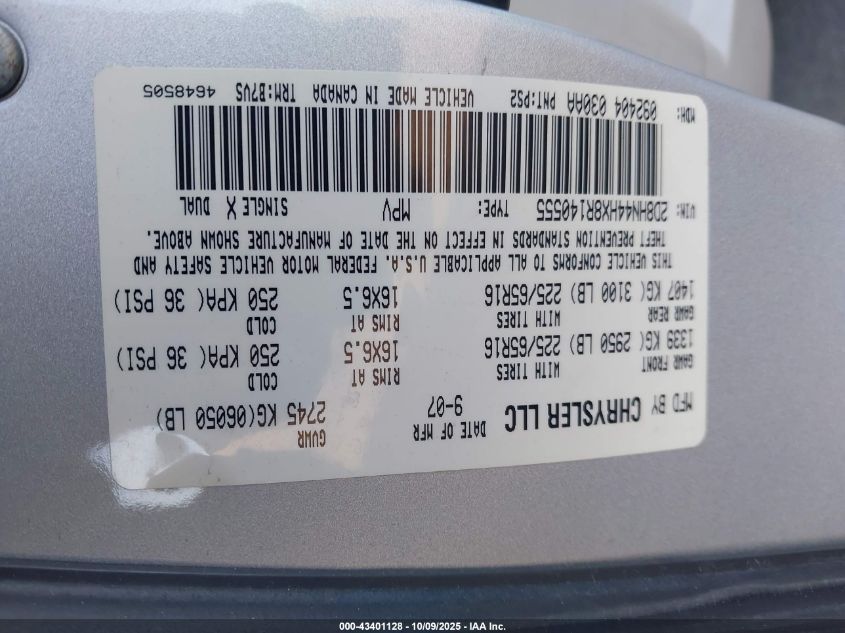 MFD BY CHRYSLER LLC DATE OF MFR 9-07 GVWR 2745 KG(06050 LB)
GAWR FRONT WITH TIRES RIMS AT COLD
1339 KG( 2950 LB) 225/65R16 16X6.5 250 KPA( 36 PSI)
GAWR REAR WITH TIRES RIMS AT COLD
1407 KG( 3100 LB) 225/65R16 16X6.5 250 KPA( 36 PSI)
THIS VEHICLE CONFORMS TO ALL APPLICABLE U.S.A. FEDERAL MOTOR VEHICLE SAFETY AND
THEFT PREVENTION STANDARDS IN EFFECT ON THE DATE OF MANUFACTURE SHOWN ABOVE.
VIN: 2D8HN44HX8R140555 TYPE: MPV SINGLE X DUAL
MDH: 092404 030AA PNT:PS2 VEHICLE MADE IN CANADA TRM:B7VS 4648505
000-43401128 - 10/09/2025 - IAA Inc.